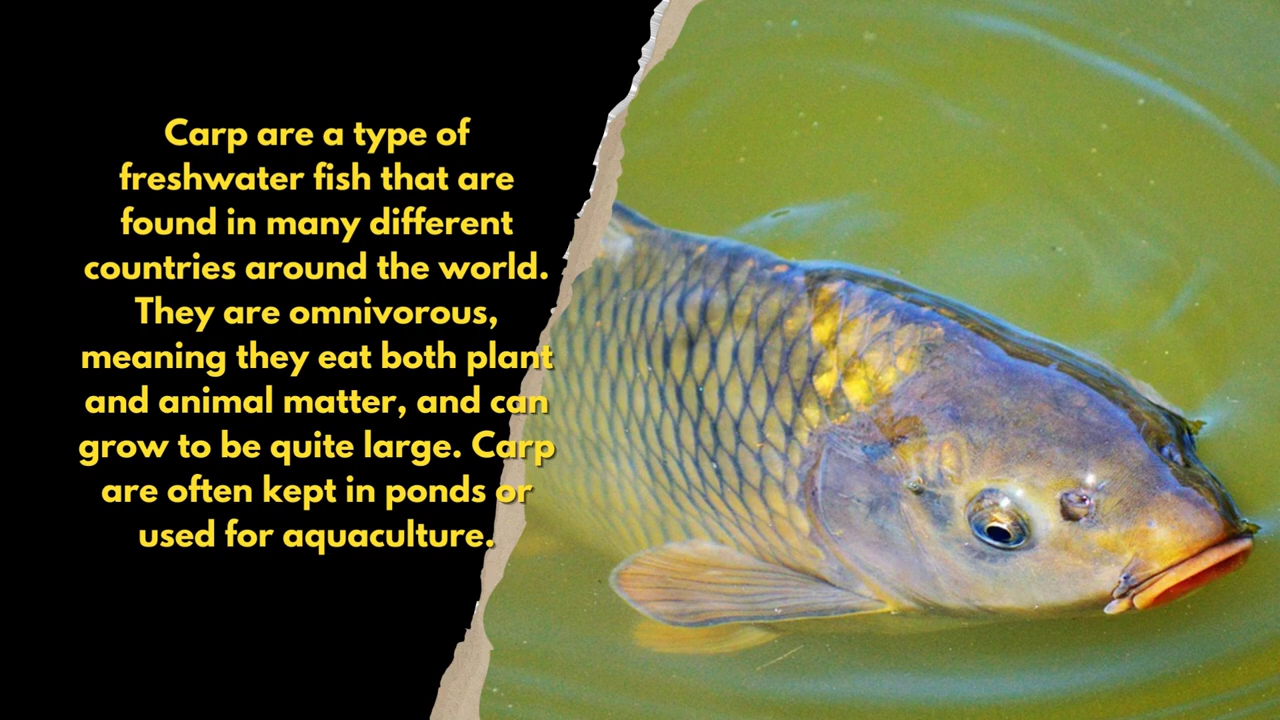 Carp are a type of
freshwater fish that are
found in many different
countries around the world.
They are omnivorous,
meaning they eat both plant
and animal matter, and can
grow to be quite large. Carp
are often kept in ponds or
used for aquaculture.